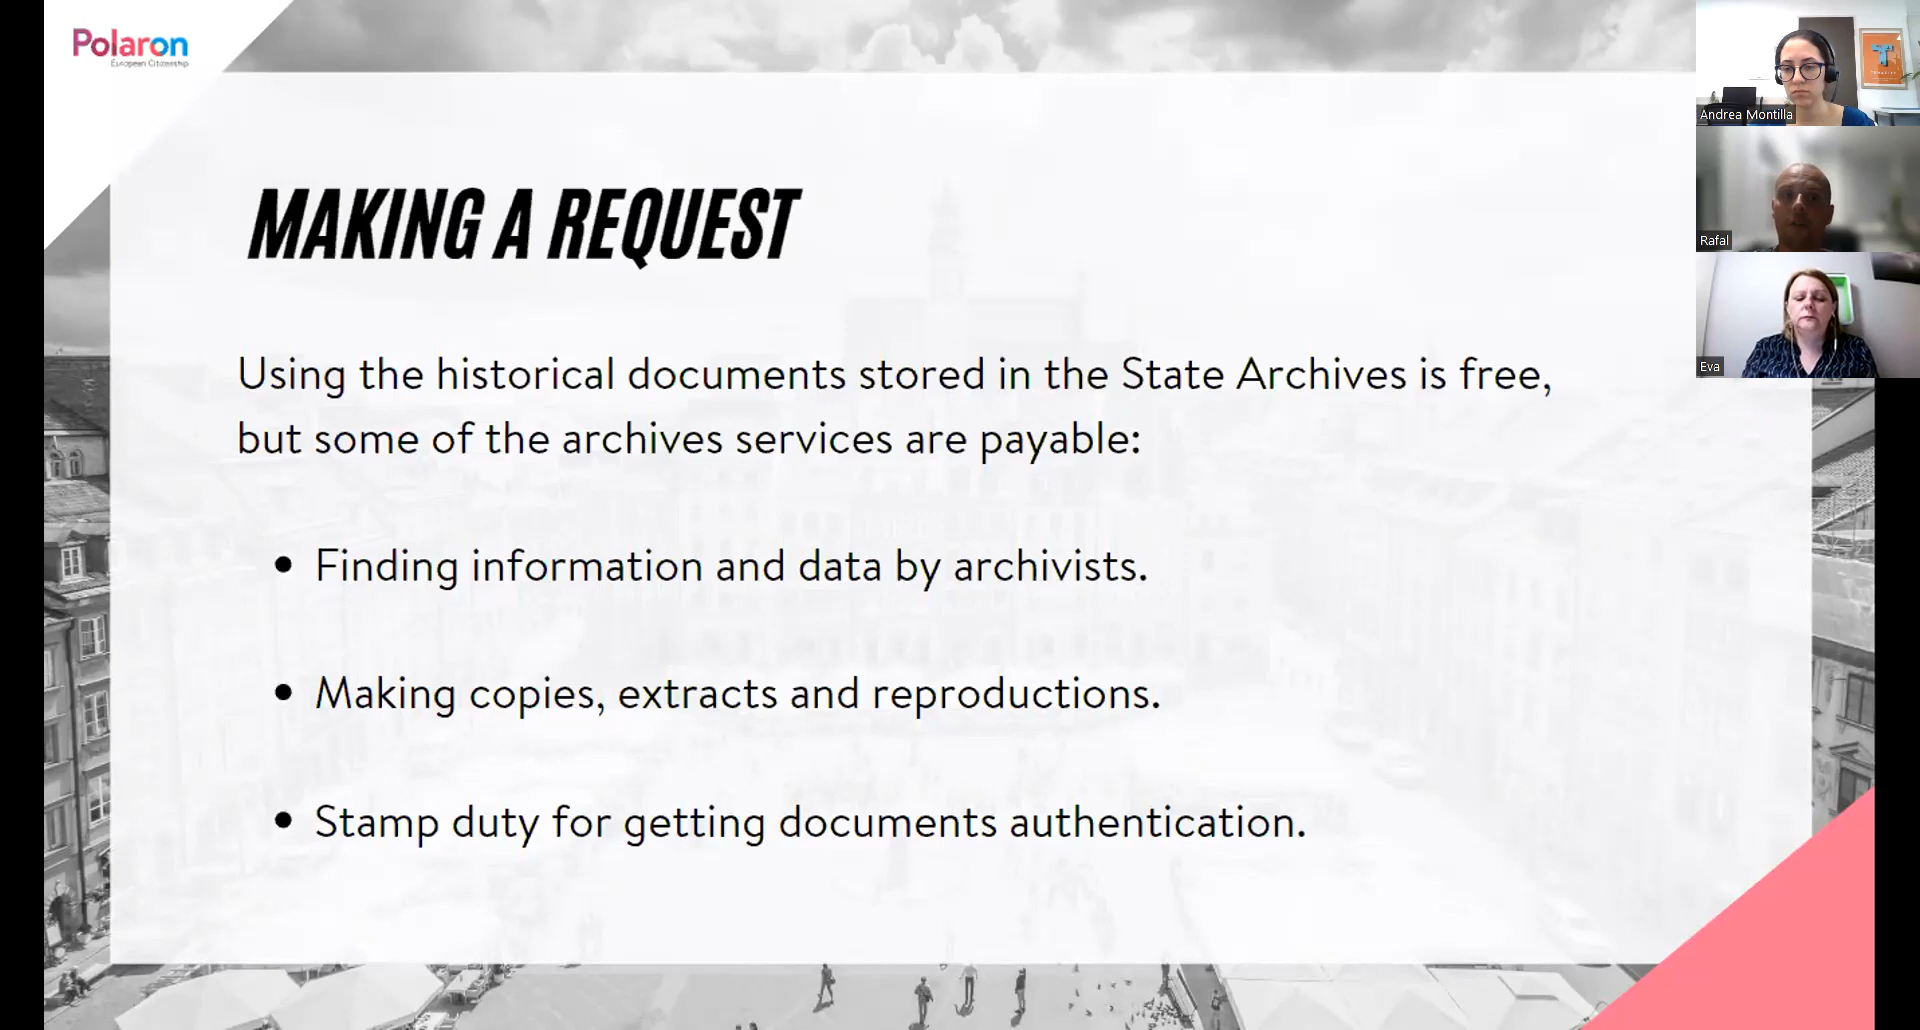 Polaron
European Citizenship
MAKING A REQUEST
Using the historical documents stored in the State Archives is free,
but some of the archives services are payable:
• Finding information and data by archivists.
• Making copies, extracts and reproductions.
• Stamp duty for getting documents authentication.
Andrea Montilla
Rafal
Eva